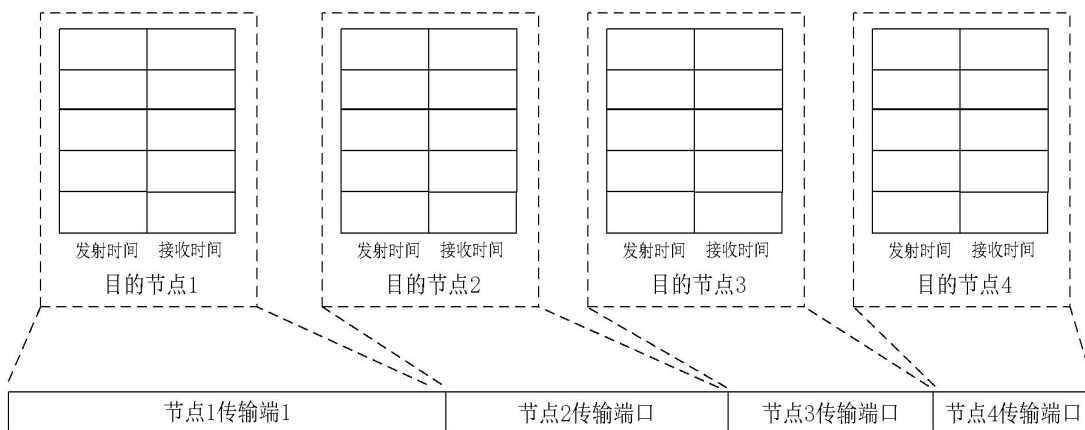 发射时间 接收时间 发射时间 接收时间 发射时间 接收时间 发射时间 接收时间
目的节点1 目的节点2 目的节点3 目的节点4
节点1传输端1 节点2传输端口 节点3传输端口 节点4传输端口